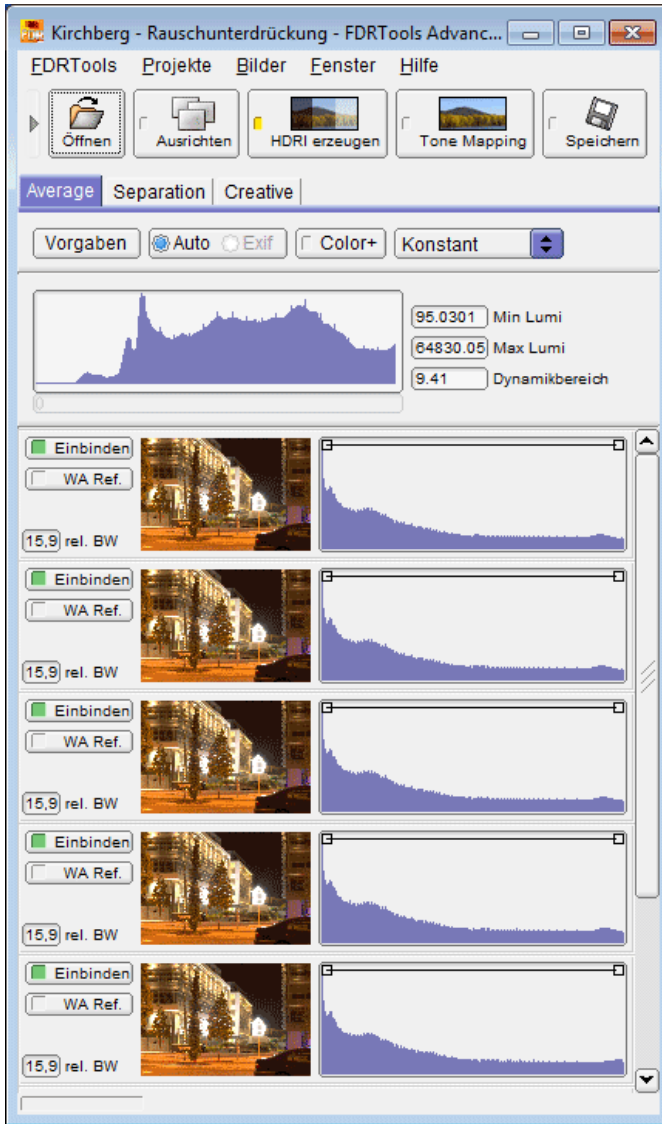 Kirchberg - Rauschunterdrückung - FDRTools Advanc...
FDRTools Projekte Bilder Fenster Hilfe
Öffnen Ausrichten HDRI erzeugen Tone Mapping Speichern
Average Separation Creative
Vorgaben Auto Exif Color+ Konstant
95.0301 Min Lumi
64830.05 Max Lumi
9.41 Dynamikbereich
0
Einbinden
WA Ref.
15,9 rel. BW
Einbinden
WA Ref.
15,9 rel. BW
Einbinden
WA Ref.
15,9 rel. BW
Einbinden
WA Ref.
15,9 rel. BW
Einbinden
WA Ref.
15,9 rel. BW